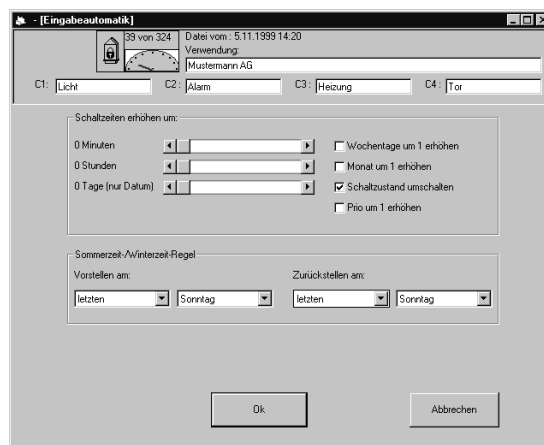 - [Eingabeautomatik]
39 von 324
Datei vom : 5.11.1999 14:20
Verwendung:
Mustermann AG
C1: Licht C2 : Alarm C3 : Heizung C4 : Tor
Schaltzeiten erhöhen um:
0 Minuten
0 Stunden
0 Tage (nur Datum)
Wochentage um 1 erhöhen
Monat um 1 erhöhen
Schaltzustand umschalten
Prio um 1 erhöhen
Sommerzeit-/Winterzeit-Regel
Vorstellen am: Zurückstellen am:
letzten Sonntag letzten Sonntag
Ok Abbrechen